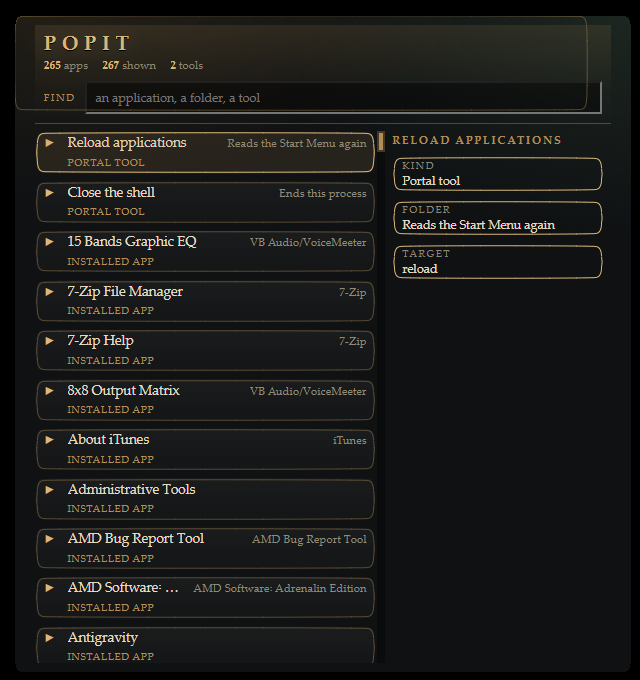 POPIT
265 apps 267 shown 2 tools
FIND an application, a folder, a tool
Reload applications Reads the Start Menu again
PORTAL TOOL
Close the shell Ends this process
PORTAL TOOL
15 Bands Graphic EQ VB Audio/VoiceMeeter
INSTALLED APP
7-Zip File Manager 7-Zip
INSTALLED APP
7-Zip Help 7-Zip
INSTALLED APP
8x8 Output Matrix VB Audio/VoiceMeeter
INSTALLED APP
About iTunes iTunes
INSTALLED APP
Administrative Tools
INSTALLED APP
AMD Bug Report Tool AMD Bug Report Tool
INSTALLED APP
AMD Software: ... AMD Software: Adrenalin Edition
INSTALLED APP
Antigravity
INSTALLED APP
RELOAD APPLICATIONS
KIND
Portal tool
FOLDER
Reads the Start Menu again
TARGET
reload